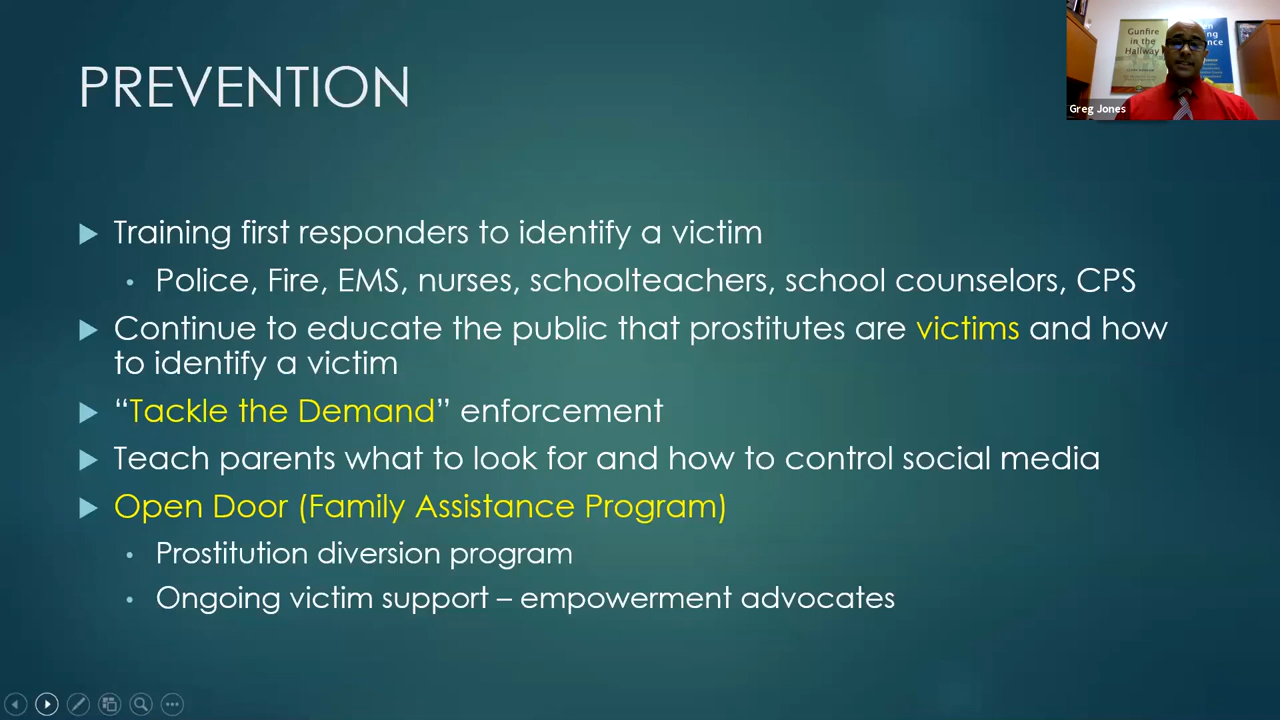 PREVENTION
Gunfire
in the
Hallway
Greg Jones
Training first responders to identify a victim
• Police, Fire, EMS, nurses, schoolteachers, school counselors, CPS
Continue to educate the public that prostitutes are victims and how
to identify a victim
“Tackle the Demand” enforcement
Teach parents what to look for and how to control social media
Open Door (Family Assistance Program)
• Prostitution diversion program
• Ongoing victim support – empowerment advocates